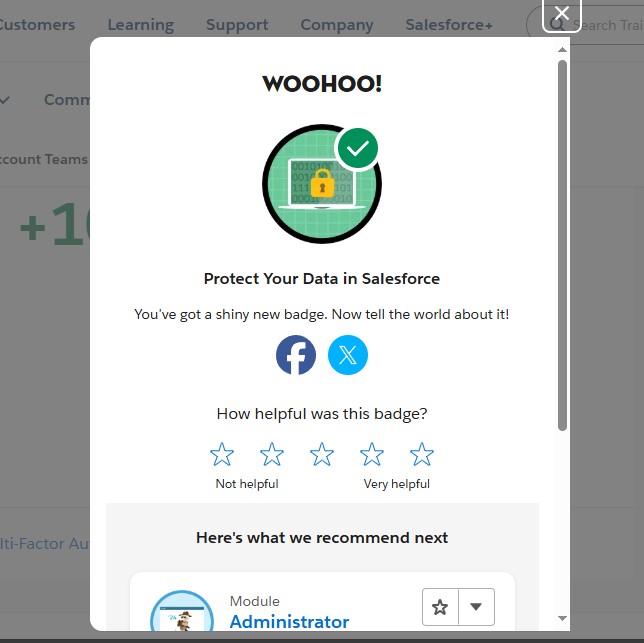 Customers Learning Support Company Salesforce+ Search Trai
Comm
ccount Teams
+1
WOOHOO!
Protect Your Data in Salesforce
You've got a shiny new badge. Now tell the world about it!
How helpful was this badge?
Not helpful Very helpful
lti-Factor Au
Here's what we recommend next
Module
Administrator